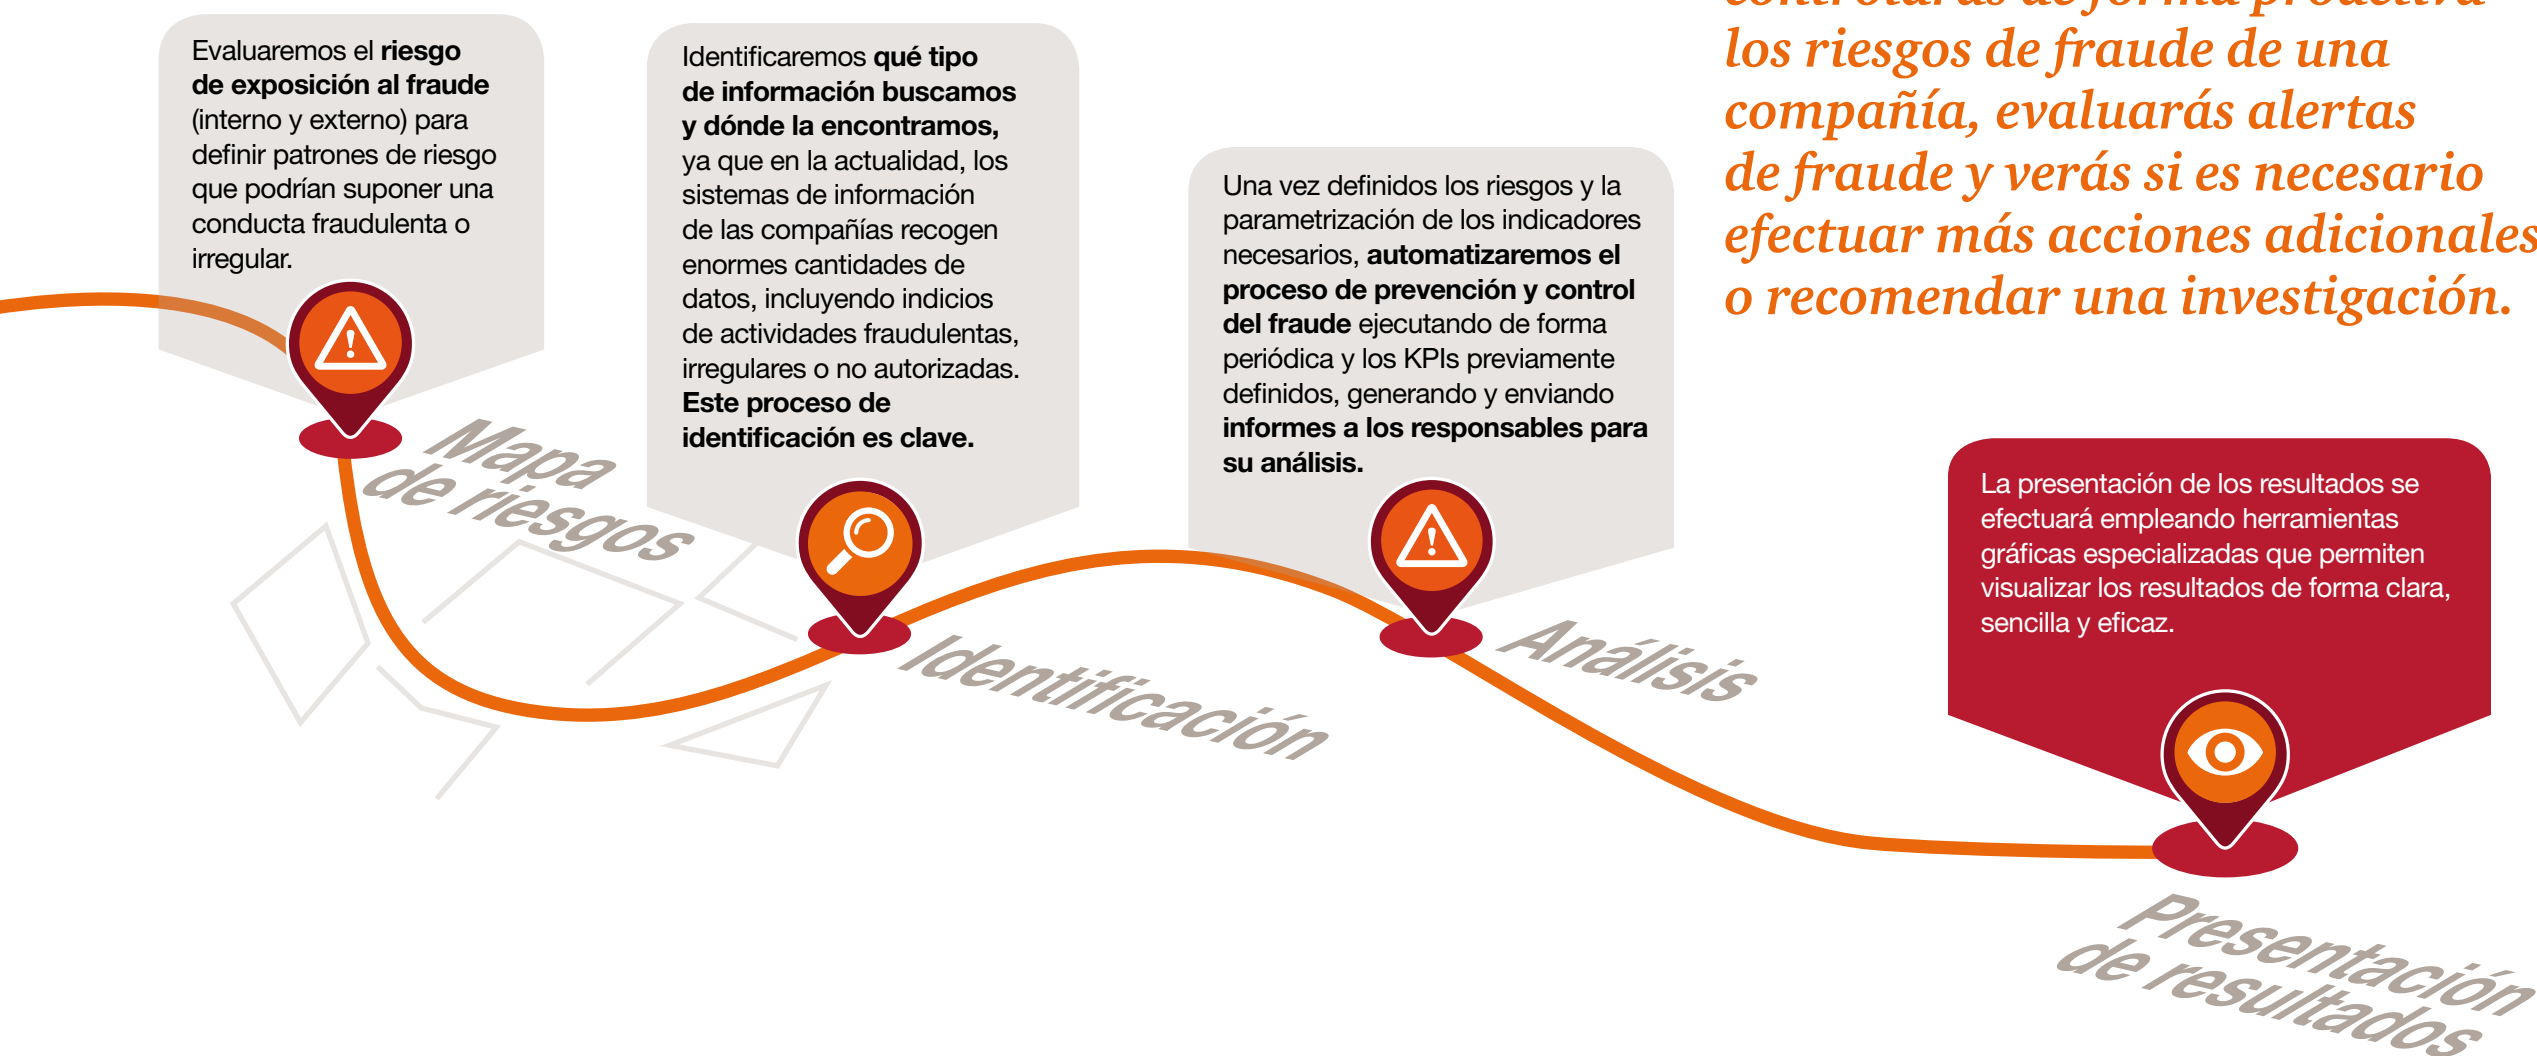 Evaluaremos el riesgo
de exposición al fraude
(interno y externo) para
definir patrones de riesgo
que podrían suponer una
conducta fraudulenta o
irregular.
Mapa
de riesgos
Identificaremos qué tipo
de información buscamos
y dónde la encontramos,
ya que en la actualidad, los
sistemas de información
de las compañías recogen
enormes cantidades de
datos, incluyendo indicios
de actividades fraudulentas,
irregulares o no autorizadas.
Este proceso de
identificación es clave.
Identificación
Una vez definidos los riesgos y la
parametrización de los indicadores
necesarios, automatizaremos el
proceso de prevención y control
del fraude ejecutando de forma
periódica y los KPIs previamente
definidos, generando y enviando
informes a los responsables para
su análisis.
Análisis
controlarás de forma
los riesgos de fraude de una
compañía, evaluarás alertas
de fraude y verás si es necesario
efectuar más acciones adicionales
o recomendar una investigación.
La presentación de los resultados se
efectuará empleando herramientas
gráficas especializadas que permiten
visualizar los resultados de forma clara,
sencilla y eficaz.
Presentación
de resultados